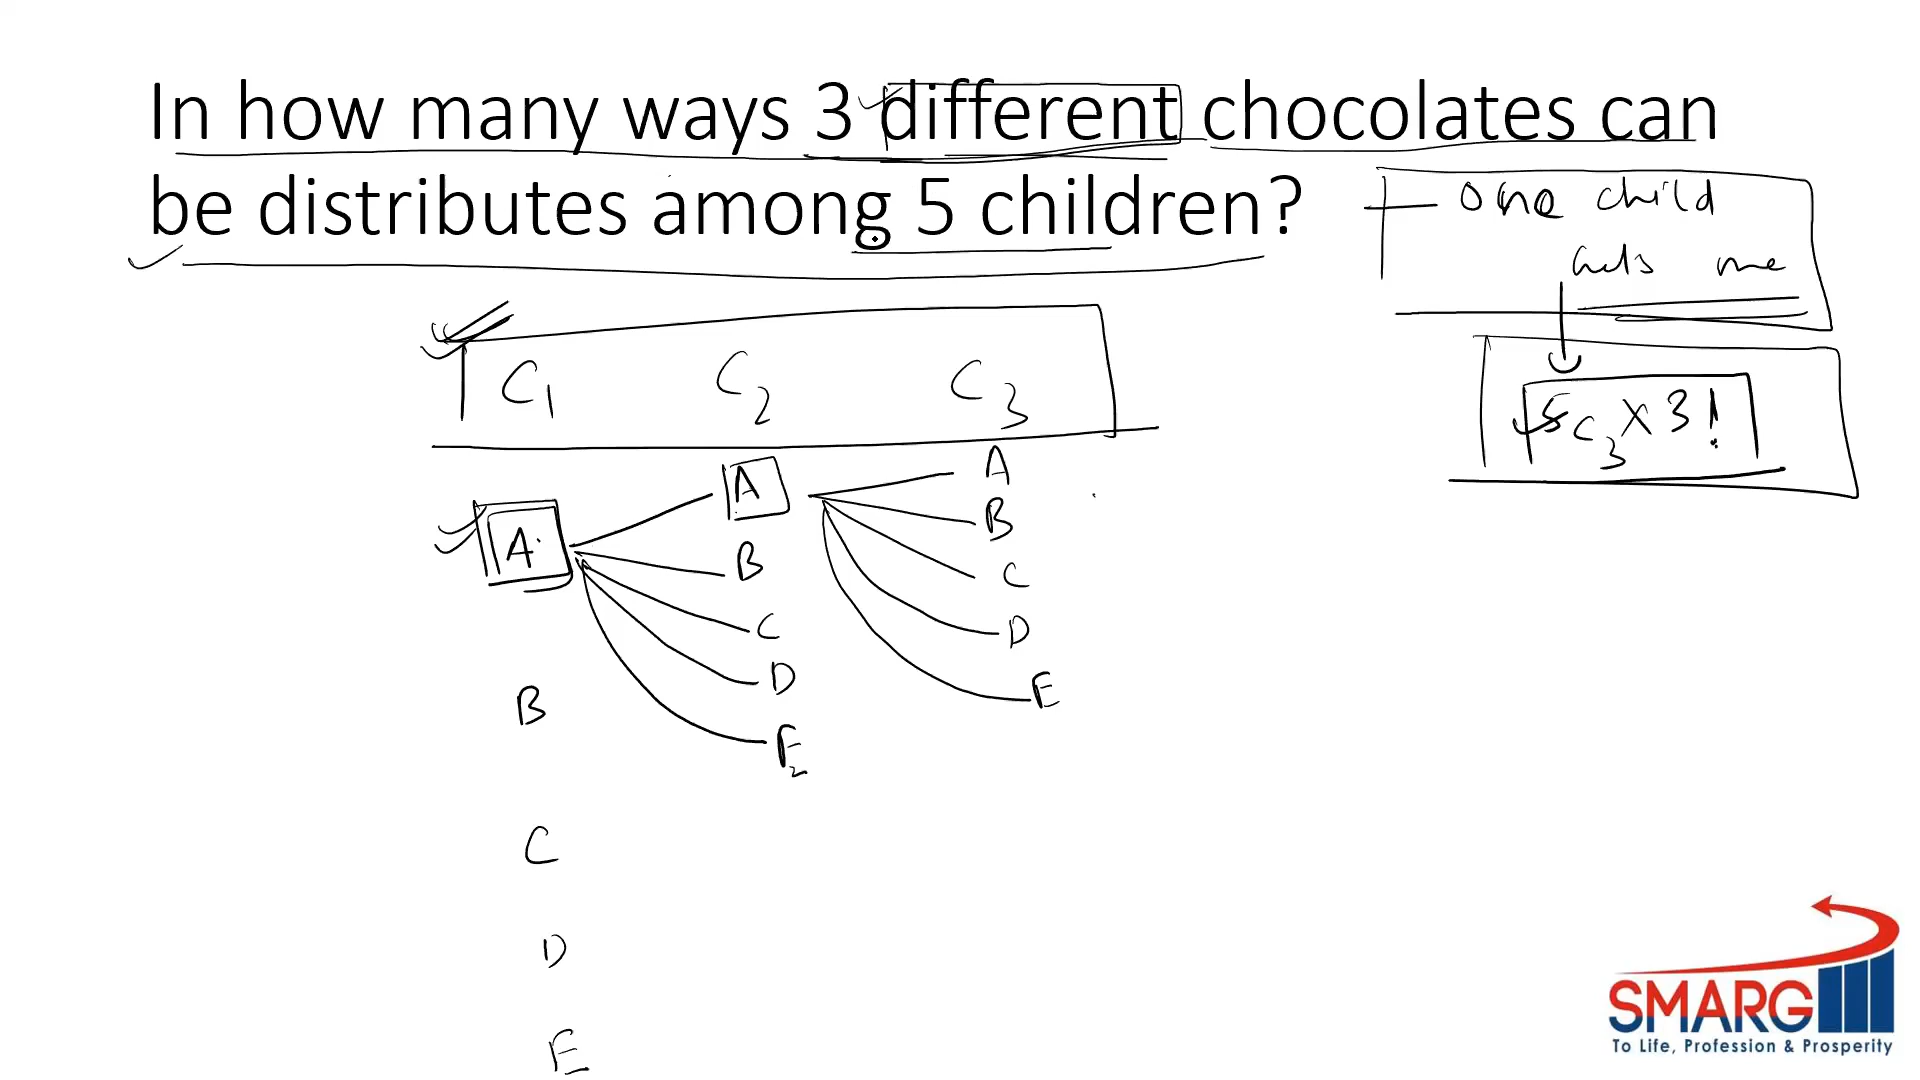 In how many ways 3 different chocolates can
be distributes among 5 children?
one child
gets one
5C3 × 3!
C1 C2 C3
A A A
B B
C C
D D
E E
B
C
D
E
SMARG
To Life, Profession & Prosperity